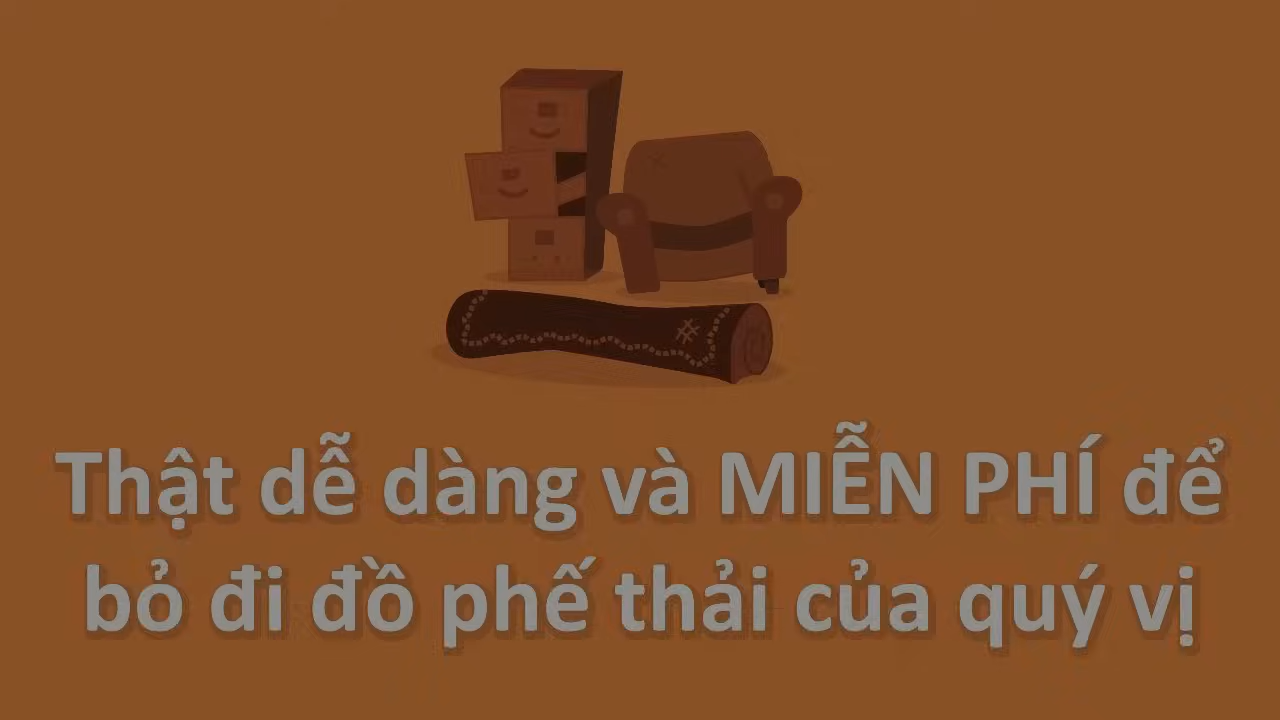 Thật dễ dàng và MIỄN PHÍ để
bỏ đi đồ phế thải của quý vị